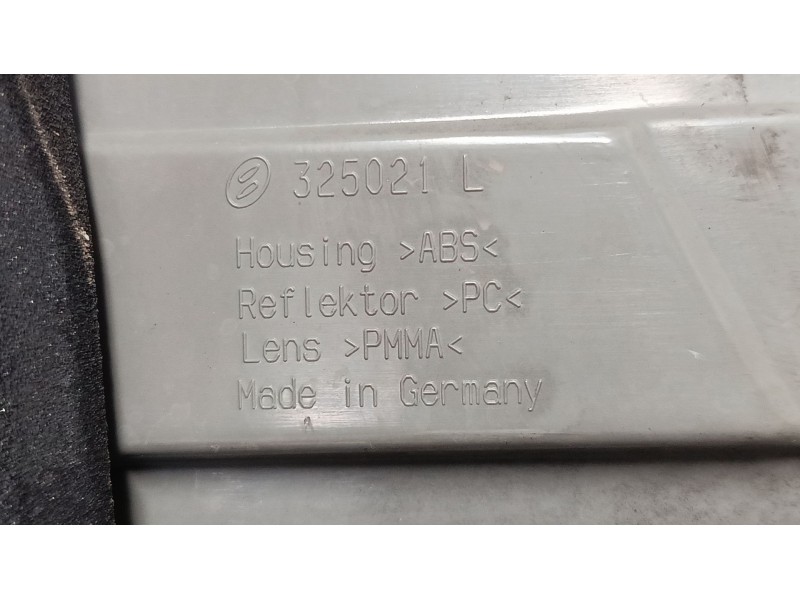 325021 L
Housing >ABS<
Reflektor >PC<
Lens >PMMA<
Made in Germany